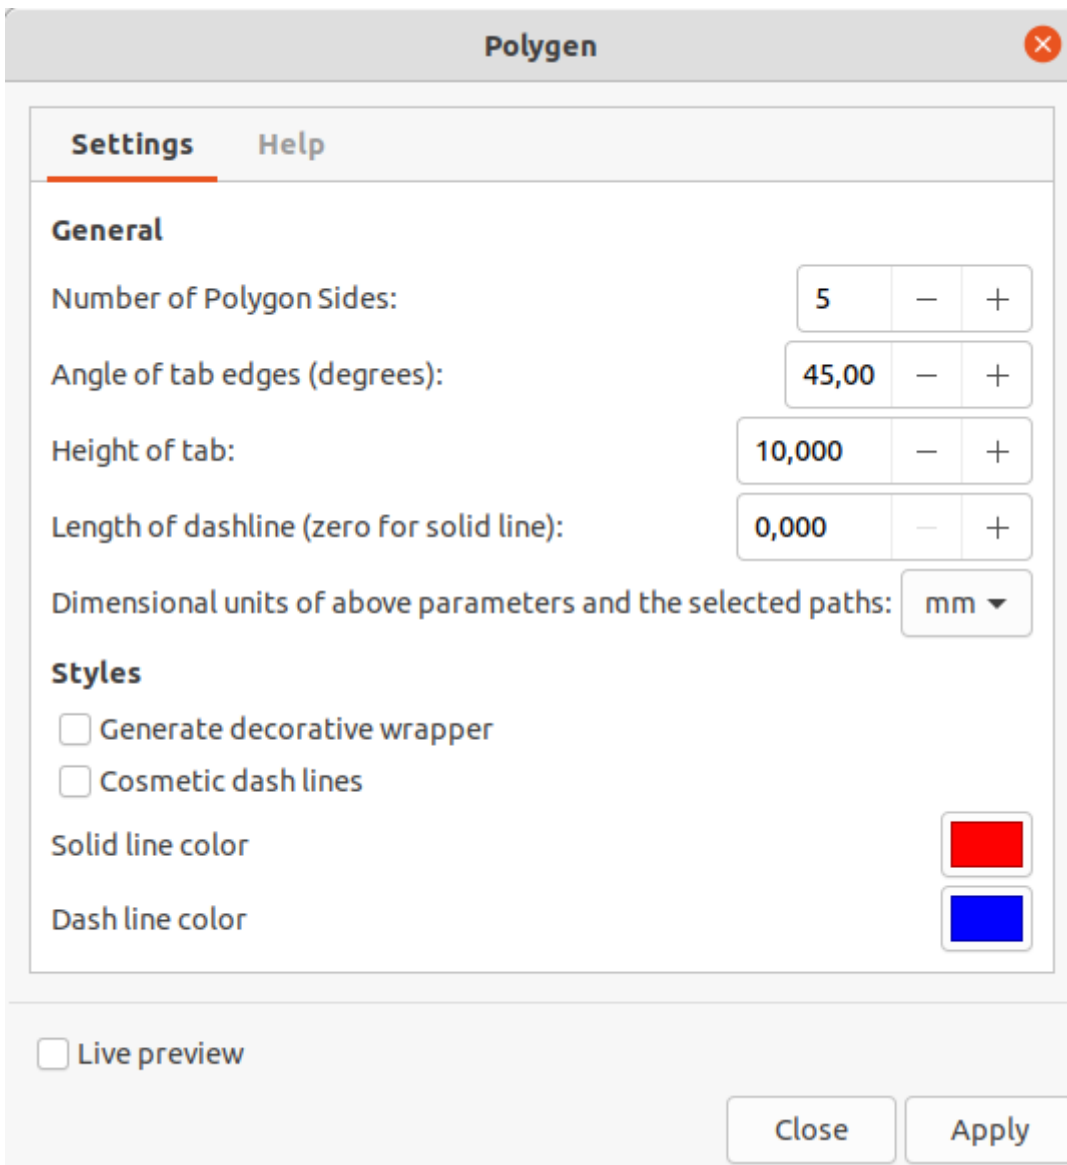 Polygen
Settings Help
General
Number of Polygon Sides: 5 − +
Angle of tab edges (degrees): 45,00 − +
Height of tab: 10,000 − +
Length of dashline (zero for solid line): 0,000 − +
Dimensional units of above parameters and the selected paths: mm
Styles
Generate decorative wrapper
Cosmetic dash lines
Solid line color
Dash line color
Live preview
Close Apply